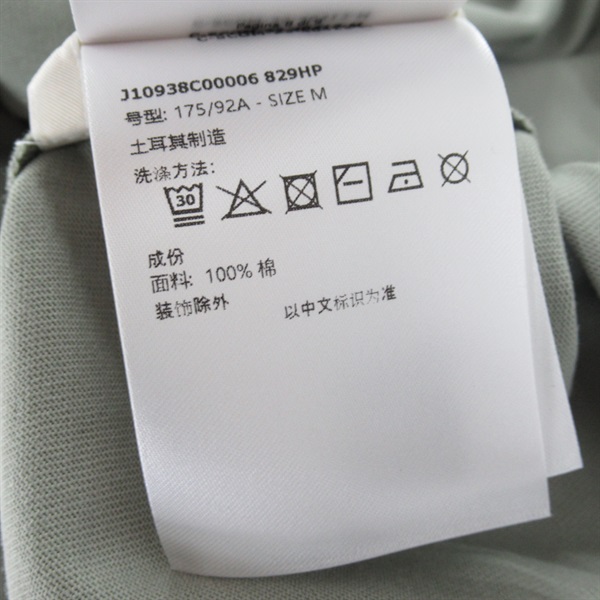 J10938C00006 829HP
号型: 175/92A - SIZE M
土耳其制造
洗涤方法:
30
成份
面料: 100% 棉
装饰除外 以中文标识为准